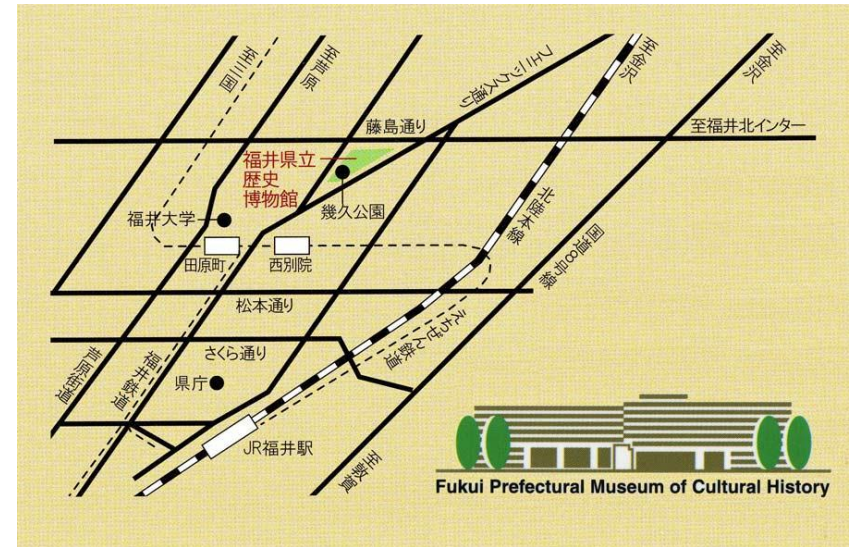 至三国
至芦原
フェニックス通り
至金沢
至金沢
藤島通り
至福井北インター
福井県立
歴史
博物館
幾久公園
福井大学
北陸本線
国道8号線
田原町
西別院
松本通り
えちぜん鉄道
さくら通り
芦原街道
福井鉄道
県庁
JR福井駅
至敦賀
Fukui Prefectural Museum of Cultural History